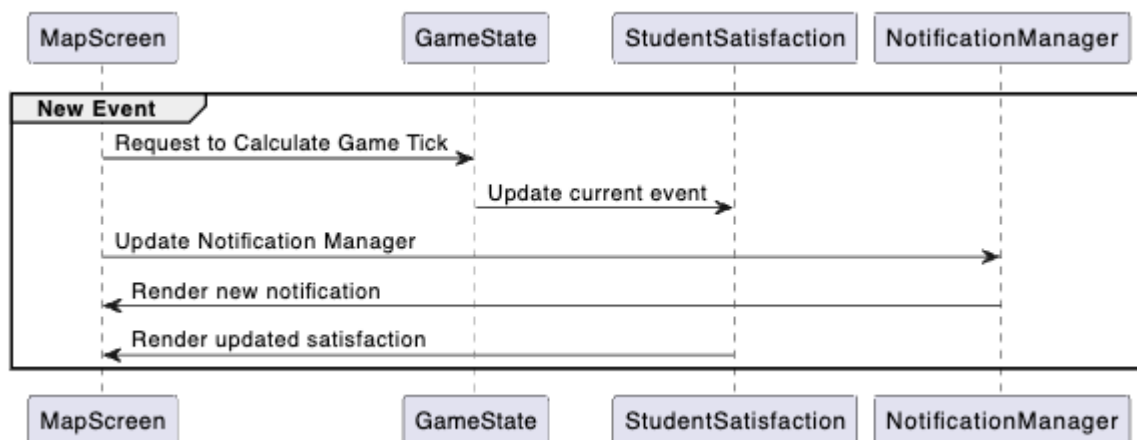 MapScreen GameState StudentSatisfaction NotificationManager
New Event
Request to Calculate Game Tick
Update current event
Update Notification Manager
Render new notification
Render updated satisfaction
MapScreen GameState StudentSatisfaction NotificationManager